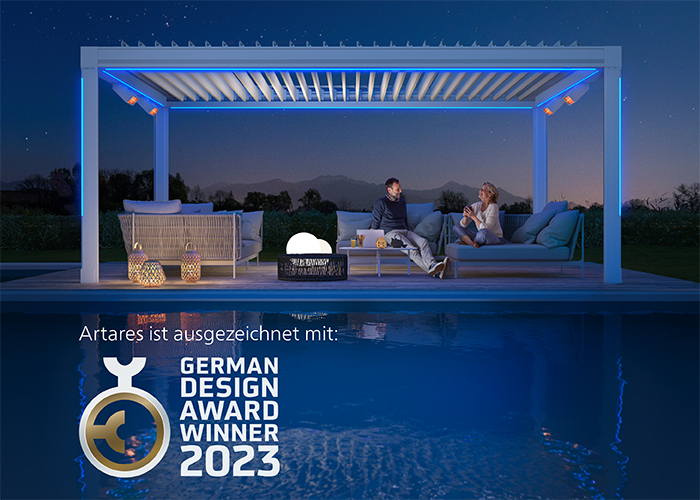 Artares ist ausgezeichnet mit:
GERMAN
DESIGN
AWARD
WINNER
2023